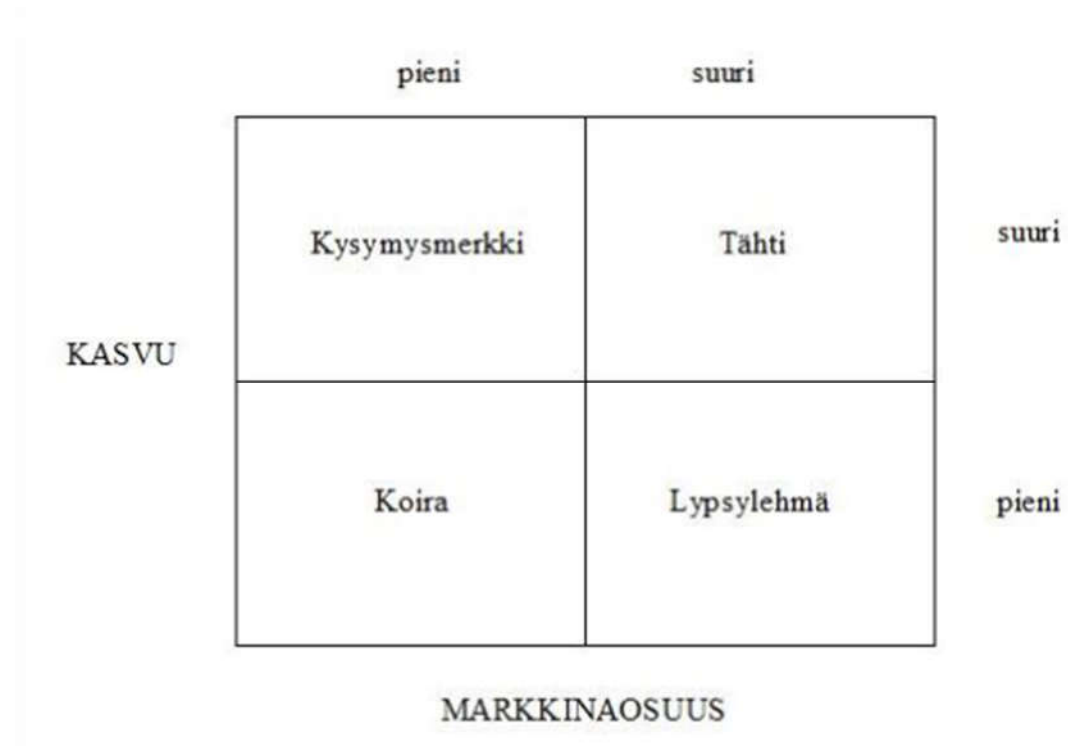 pieni suuri
Kysymysmerkki Tähti suuri
KASVU
Koira Lypsylehmä pieni
MARKKINAOSUUS